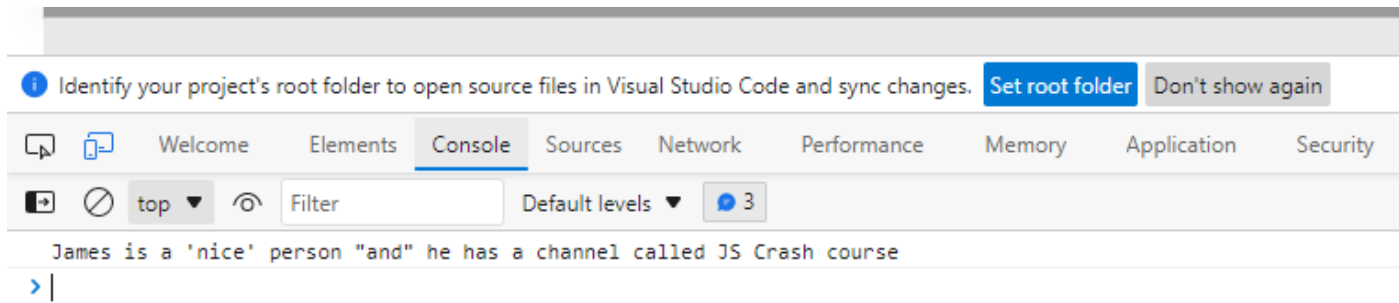 Identify your project's root folder to open source files in Visual Studio Code and sync changes. Set root folder Don't show again
Welcome Elements Console Sources Network Performance Memory Application Security
top Filter Default levels 3
James is a 'nice' person "and" he has a channel called JS Crash course